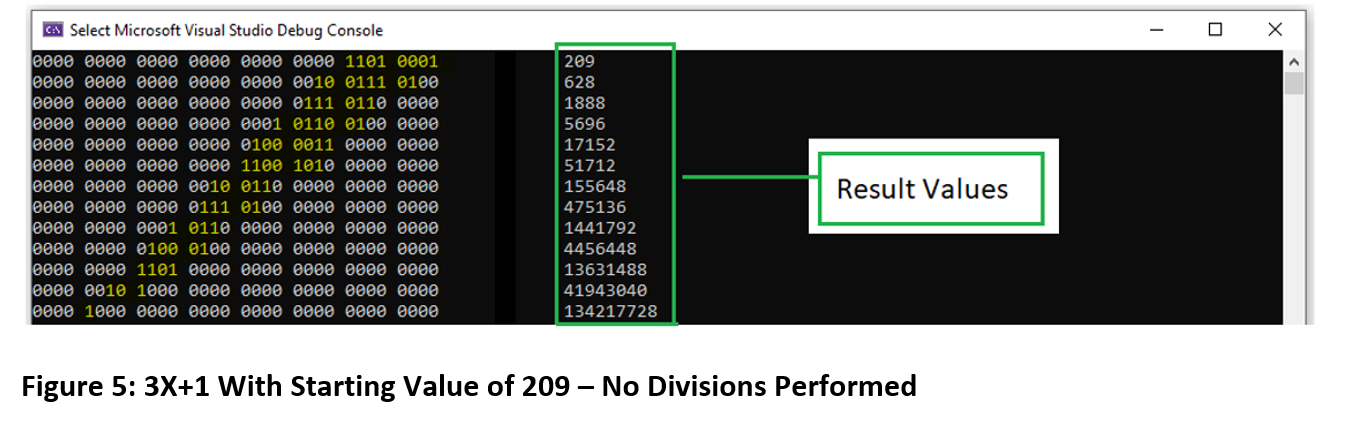 Select Microsoft Visual Studio Debug Console
0000 0000 0000 0000 0000 0000 1101 0001 209
0000 0000 0000 0000 0000 0010 0111 0100 628
0000 0000 0000 0000 0000 0111 0110 0000 1888
0000 0000 0000 0000 0001 0110 0100 0000 5696
0000 0000 0000 0000 0100 0011 0000 0000 17152
0000 0000 0000 0000 1100 1010 0000 0000 51712
0000 0000 0000 0010 0110 0000 0000 0000 155648
0000 0000 0000 0111 0100 0000 0000 0000 475136
0000 0000 0001 0110 0000 0000 0000 0000 1441792
0000 0000 0100 0100 0000 0000 0000 0000 4456448
0000 0000 1101 0000 0000 0000 0000 0000 13631488
0000 0010 1000 0000 0000 0000 0000 0000 41943040
0000 1000 0000 0000 0000 0000 0000 0000 134217728
Result Values
Figure 5: 3X+1 With Starting Value of 209 – No Divisions Performed